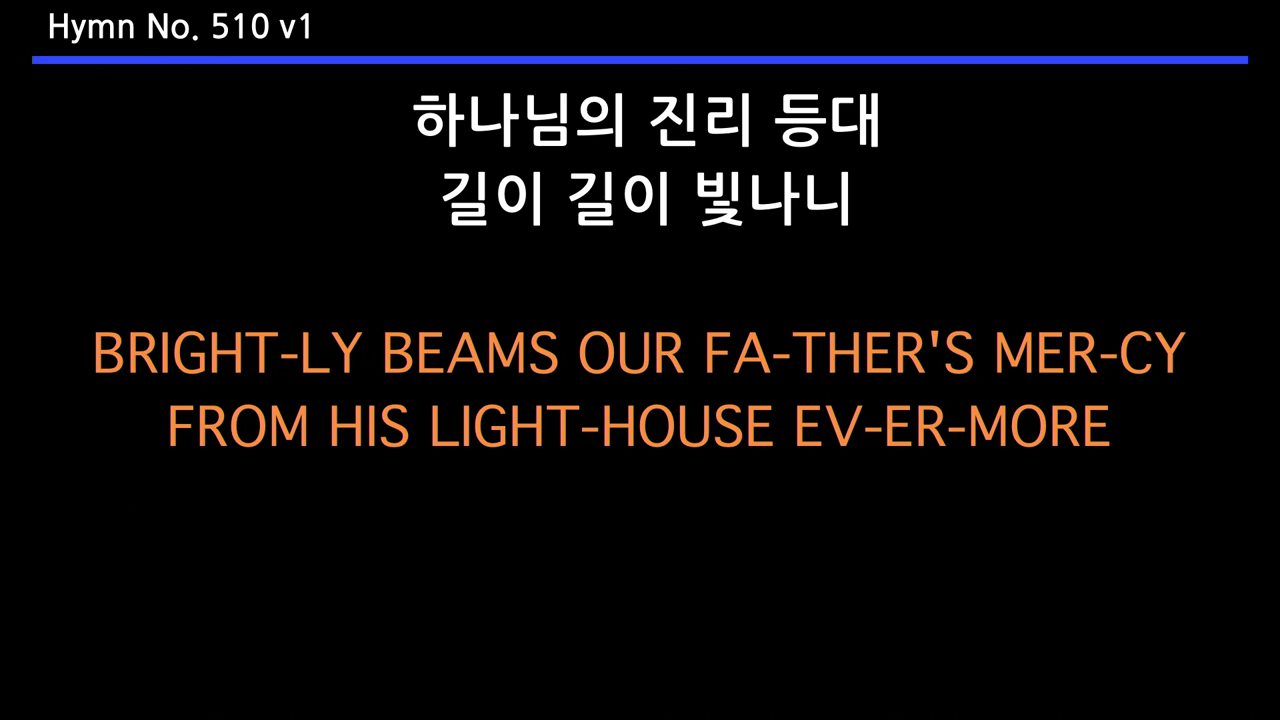 Hymn No. 510 v1
하나님의 진리 등대
길이 길이 빛나니
BRIGHT-LY BEAMS OUR FA-THER'S MER-CY
FROM HIS LIGHT-HOUSE EV-ER-MORE